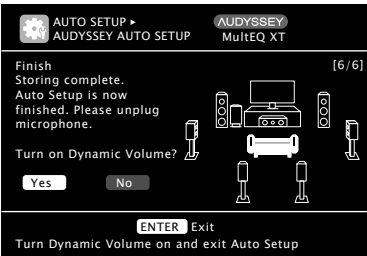 AUTO SETUP ▸
AUDYSSEY AUTO SETUP
AUDYSSEY
MultEQ XT
Finish
[6/6]
Storing complete.
Auto Setup is now
finished. Please unplug
microphone.
Turn on Dynamic Volume?
Yes
No
ENTER Exit
Turn Dynamic Volume on and exit Auto Setup